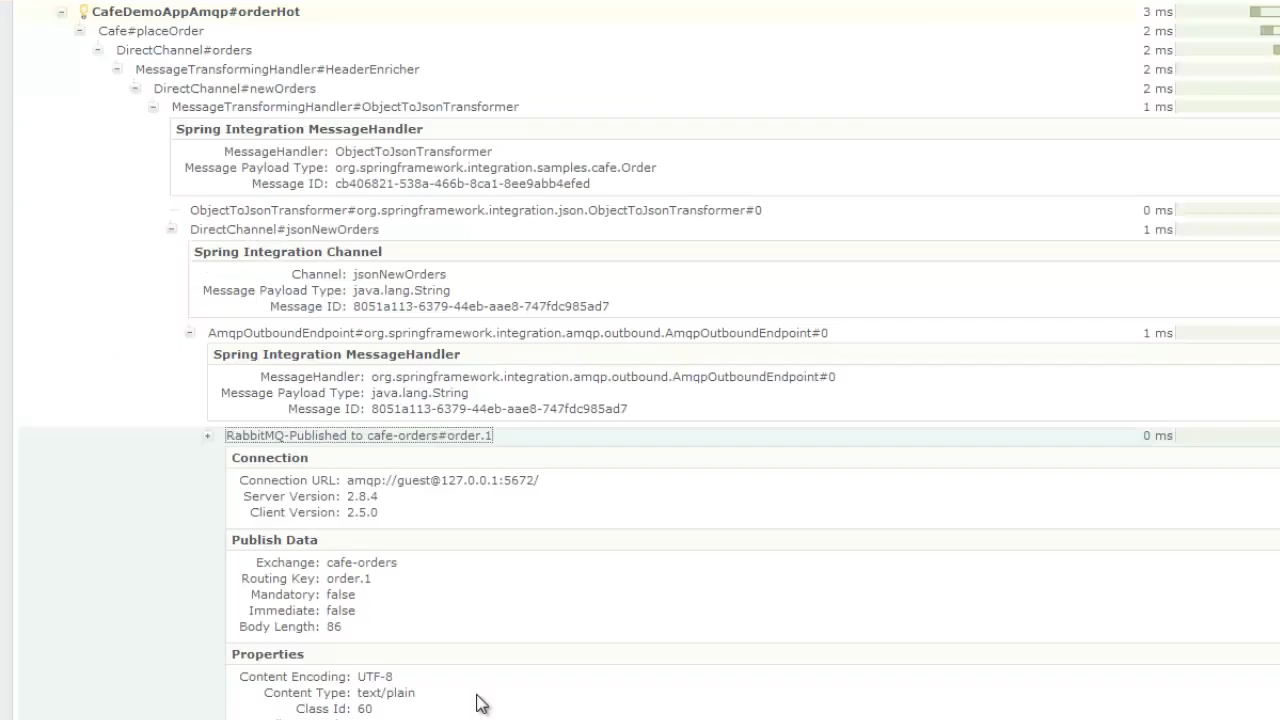 CafeDemoAppAmqp#orderHot 3 ms
Cafe#placeOrder 2 ms
DirectChannel#orders 2 ms
MessageTransformingHandler#HeaderEnricher 2 ms
DirectChannel#newOrders 2 ms
MessageTransformingHandler#ObjectToJsonTransformer 1 ms
Spring Integration MessageHandler
MessageHandler: ObjectToJsonTransformer
Message Payload Type: org.springframework.integration.samples.cafe.Order
Message ID: cb406821-538a-466b-8ca1-8ee9abb4efed
ObjectToJsonTransformer#org.springframework.integration.json.ObjectToJsonTransformer#0 0 ms
DirectChannel#jsonNewOrders 1 ms
Spring Integration Channel
Channel: jsonNewOrders
Message Payload Type: java.lang.String
Message ID: 8051a113-6379-44eb-aae8-747fdc985ad7
AmqpOutboundEndpoint#org.springframework.integration.amqp.outbound.AmqpOutboundEndpoint#0 1 ms
Spring Integration MessageHandler
MessageHandler: org.springframework.integration.amqp.outbound.AmqpOutboundEndpoint#0
Message Payload Type: java.lang.String
Message ID: 8051a113-6379-44eb-aae8-747fdc985ad7
RabbitMQ-Published to cafe-orders#order.1 0 ms
Connection
Connection URL: amqp://guest@127.0.0.1:5672/
Server Version: 2.8.4
Client Version: 2.5.0
Publish Data
Exchange: cafe-orders
Routing Key: order.1
Mandatory: false
Immediate: false
Body Length: 86
Properties
Content Encoding: UTF-8
Content Type: text/plain
Class Id: 60